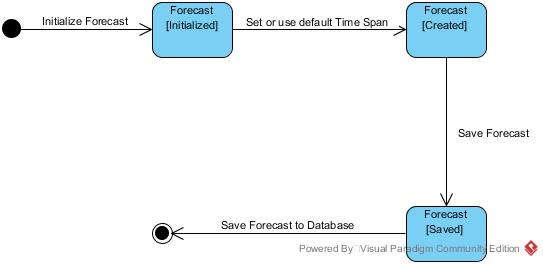 Initialize Forecast
Forecast
[Initialized]
Set or use default Time Span
Forecast
[Created]
Save Forecast
Forecast
[Saved]
Save Forecast to Database
Powered By Visual Paradigm Community Edition